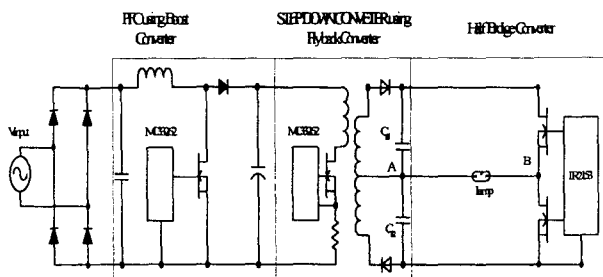 PFC using Boost
Converter
STEP DOWN CONVERTER using
Flyback Converter
Half Bridge Converter
Vinput
MC33262
MC33262
A
B
lamp
IR2153